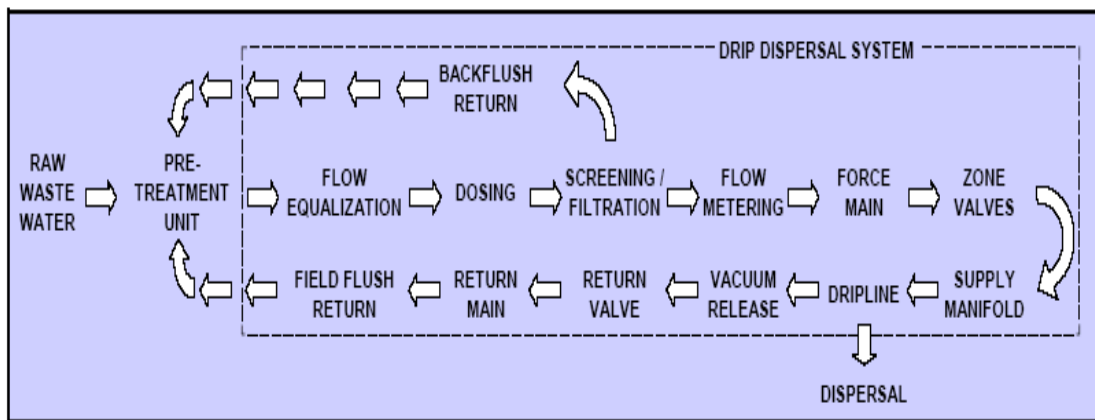 DRIP DISPERSAL SYSTEM
BACKFLUSH
RETURN
RAW
WASTE
WATER
PRE-
TREATMENT
UNIT
FLOW
EQUALIZATION
DOSING
SCREENING /
FILTRATION
FLOW
METERING
FORCE
MAIN
ZONE
VALVES
FIELD FLUSH
RETURN
RETURN
MAIN
RETURN
VALVE
VACUUM
RELEASE
DRIPLINE
SUPPLY
MANIFOLD
DISPERSAL